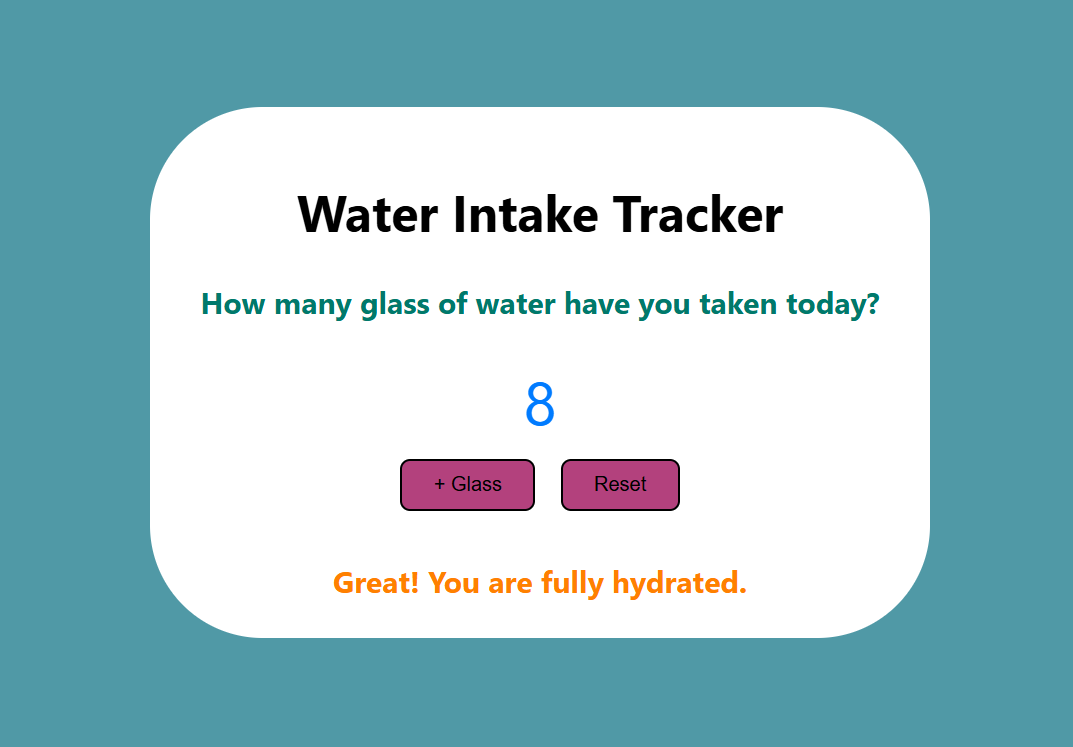 Water Intake Tracker
How many glass of water have you taken today?
8
+ Glass
Reset
Great! You are fully hydrated.